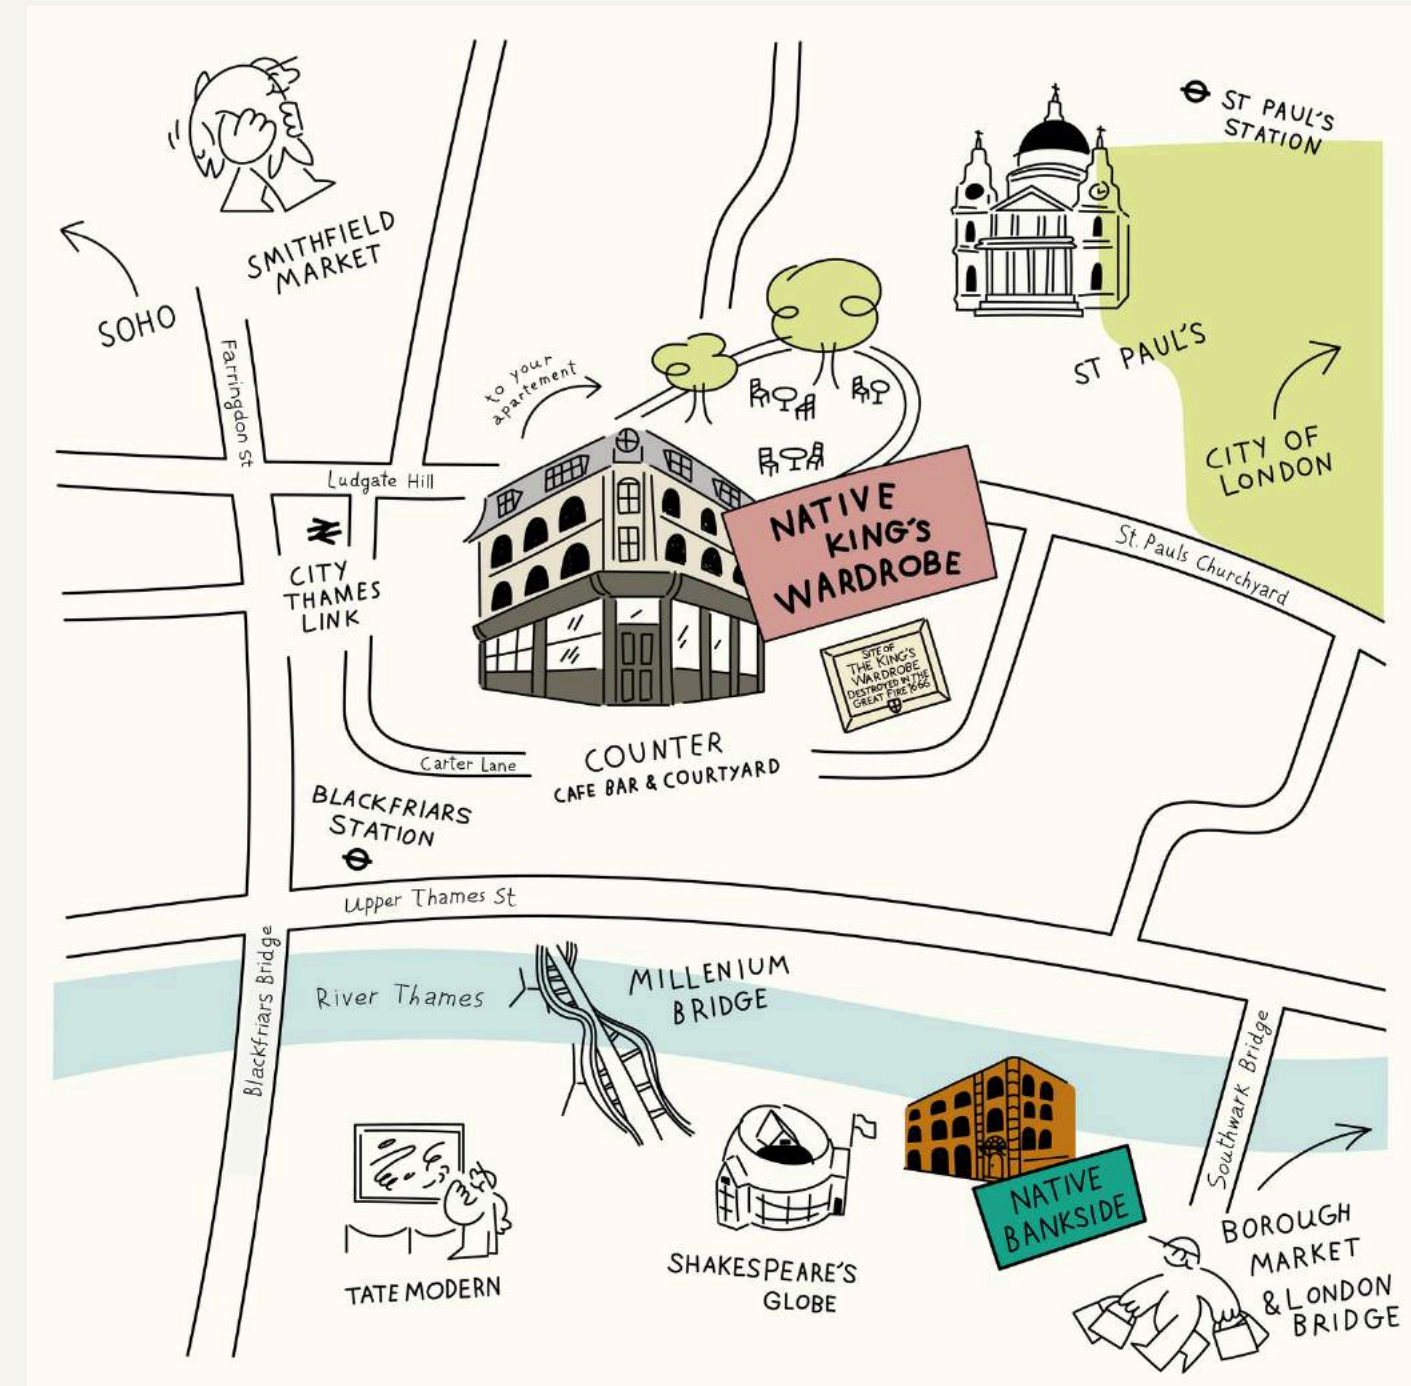 ST PAUL'S
STATION
SMITHFIELD
MARKET
SOHO
Farringdon St
to your
apartement
ST PAUL'S
CITY OF
LONDON
Ludgate Hill
NATIVE
KING'S
WARDROBE
St. Pauls Churchyard
CITY
THAMES
LINK
SITE OF
THE KING'S
WARDROBE
DESTROYED IN THE
GREAT FIRE 1666
COUNTER
CAFE BAR & COURTYARD
Carter Lane
BLACKFRIARS
STATION
Upper Thames St
Blackfriars Bridge
River Thames
MILLENIUM
BRIDGE
Southwark Bridge
NATIVE
BANKSIDE
TATE MODERN
SHAKESPEARE'S
GLOBE
BOROUGH
MARKET
& LONDON
BRIDGE